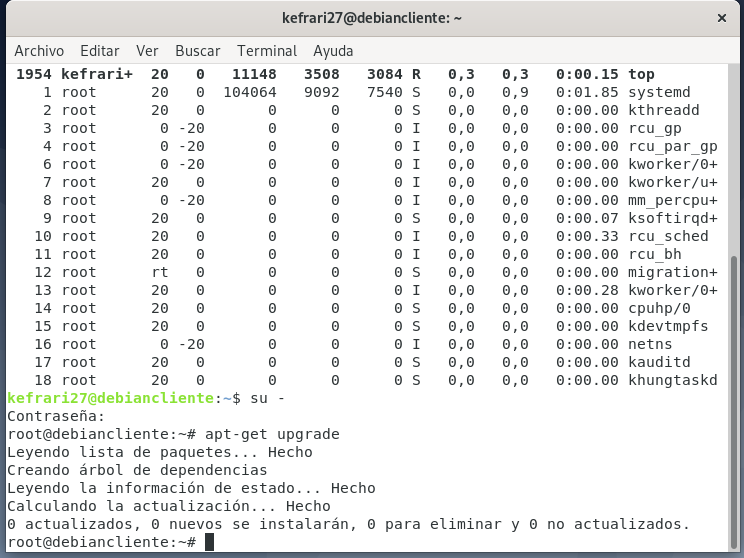 kefrari27@debiancliente: ~
×
Archivo Editar Ver Buscar Terminal Ayuda
1954 kefrari+ 20 0 11148 3508 3084 R 0,3 0,3 0:00.15 top
1 root 20 0 104064 9092 7540 S 0,0 0,9 0:01.85 systemd
2 root 20 0 0 0 0 S 0,0 0,0 0:00.00 kthreadd
3 root 0 -20 0 0 0 I 0,0 0,0 0:00.00 rcu_gp
4 root 0 -20 0 0 0 I 0,0 0,0 0:00.00 rcu_par_gp
6 root 0 -20 0 0 0 I 0,0 0,0 0:00.00 kworker/0+
7 root 20 0 0 0 0 I 0,0 0,0 0:00.00 kworker/u+
8 root 0 -20 0 0 0 I 0,0 0,0 0:00.00 mm_percpu+
9 root 20 0 0 0 0 S 0,0 0,0 0:00.07 ksoftirqd+
10 root 20 0 0 0 0 I 0,0 0,0 0:00.33 rcu_sched
11 root 20 0 0 0 0 I 0,0 0,0 0:00.00 rcu_bh
12 root rt 0 0 0 0 S 0,0 0,0 0:00.00 migration+
13 root 20 0 0 0 0 I 0,0 0,0 0:00.28 kworker/0+
14 root 20 0 0 0 0 S 0,0 0,0 0:00.00 cpuhp/0
15 root 20 0 0 0 0 S 0,0 0,0 0:00.00 kdevtmpfs
16 root 0 -20 0 0 0 I 0,0 0,0 0:00.00 netns
17 root 20 0 0 0 0 S 0,0 0,0 0:00.00 kauditd
18 root 20 0 0 0 0 S 0,0 0,0 0:00.00 khungtaskd
kefrari27@debiancliente:~$ su -
Contraseña:
root@debiancliente:~# apt-get upgrade
Leyendo lista de paquetes... Hecho
Creando árbol de dependencias
Leyendo la información de estado... Hecho
Calculando la actualización... Hecho
0 actualizados, 0 nuevos se instalarán, 0 para eliminar y 0 no actualizados.
root@debiancliente:~#